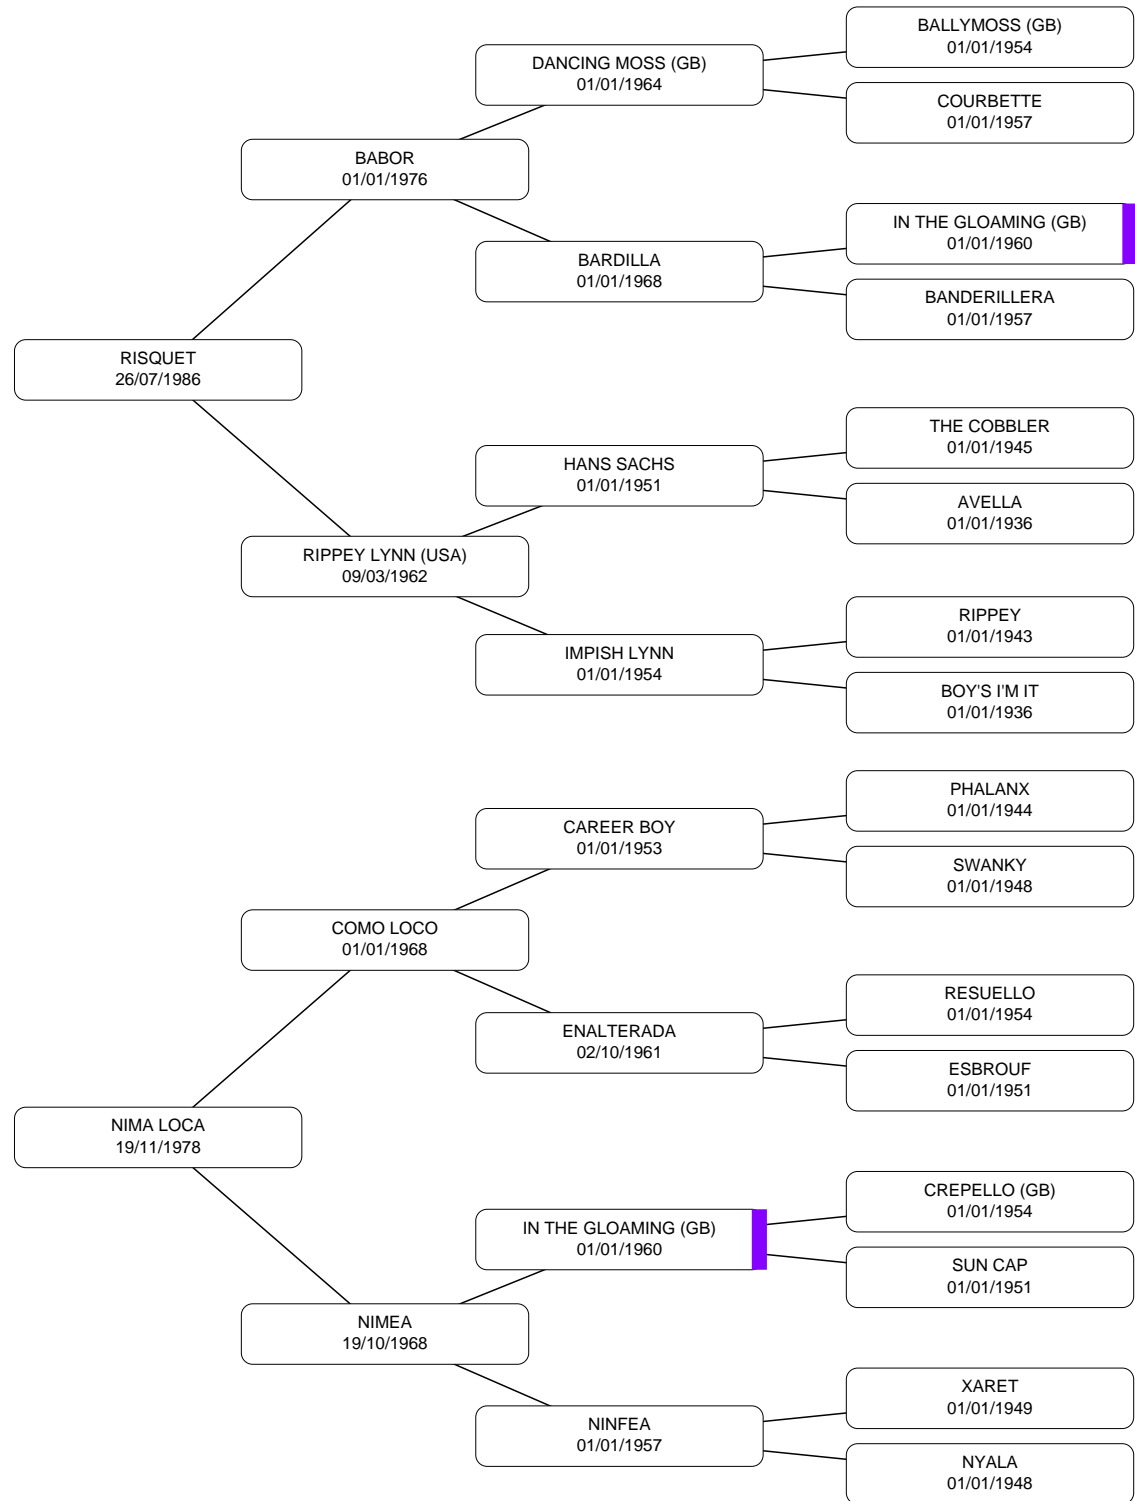 BALLYMOSS (GB)
01/01/1954
DANCING MOSS (GB)
01/01/1964
COURBETTE
01/01/1957
BABOR
01/01/1976
IN THE GLOAMING (GB)
01/01/1960
BARDILLA
01/01/1968
BANDERILLERA
01/01/1957
RISQUET
26/07/1986
THE COBBLER
01/01/1945
HANS SACHS
01/01/1951
AVELLA
01/01/1936
RIPPEY LYNN (USA)
09/03/1962
RIPPEY
01/01/1943
IMPISH LYNN
01/01/1954
BOY'S I'M IT
01/01/1936
PHALANX
01/01/1944
CAREER BOY
01/01/1953
SWANKY
01/01/1948
COMO LOCO
01/01/1968
RESUELLO
01/01/1954
ENALTERADA
02/10/1961
ESBROUF
01/01/1951
NIMA LOCA
19/11/1978
CREPELLO (GB)
01/01/1954
IN THE GLOAMING (GB)
01/01/1960
SUN CAP
01/01/1951
NIMEA
19/10/1968
XARET
01/01/1949
NINFEA
01/01/1957
NYALA
01/01/1948